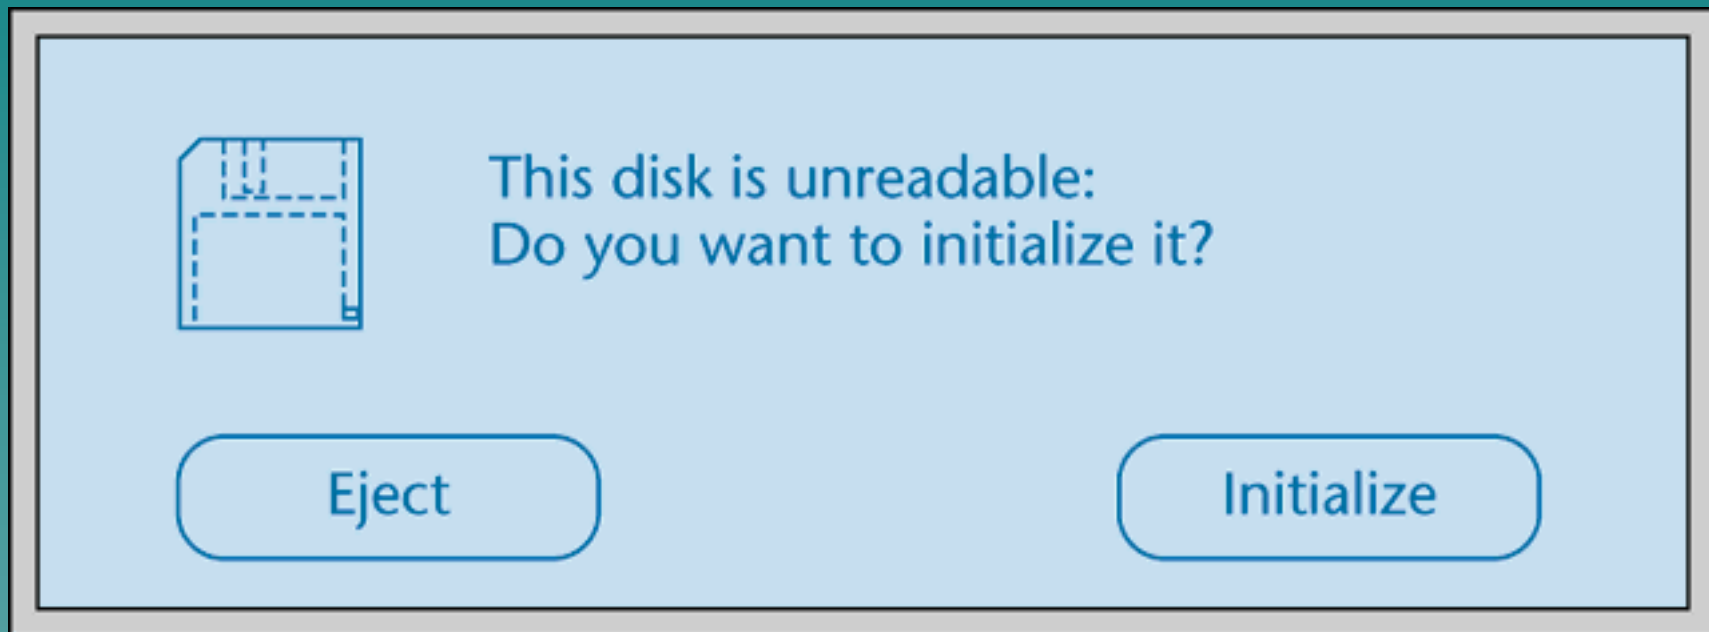 This disk is unreadable:
Do you want to initialize it?
Eject
Initialize